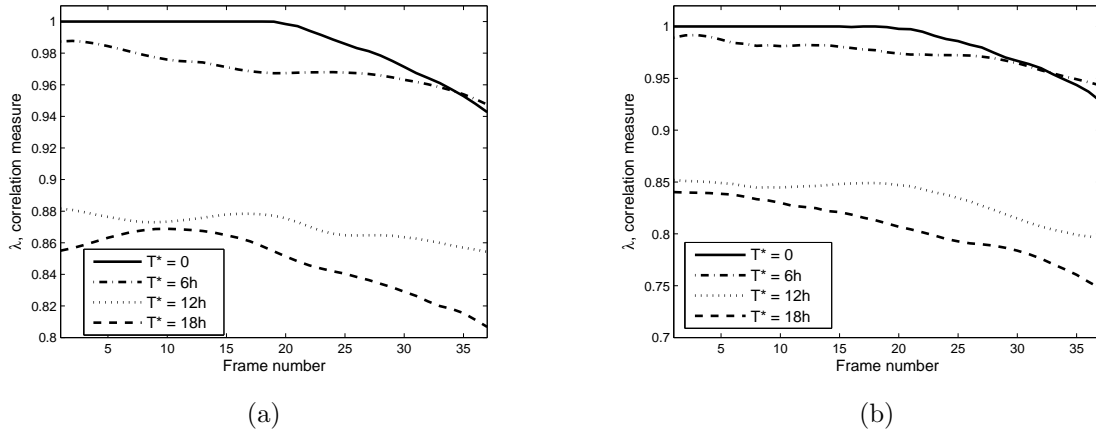 1
0.98
0.96
0.94
0.92
0.9
0.88
0.86
0.84
0.82
0.8
λ, correlation measure
T* = 0
T* = 6h
T* = 12h
T* = 18h
5 10 15 20 25 30 35
Frame number
(a)
1
0.95
0.9
0.85
0.8
0.75
0.7
λ, correlation measure
T* = 0
T* = 6h
T* = 12h
T* = 18h
5 10 15 20 25 30 35
Frame number
(b)